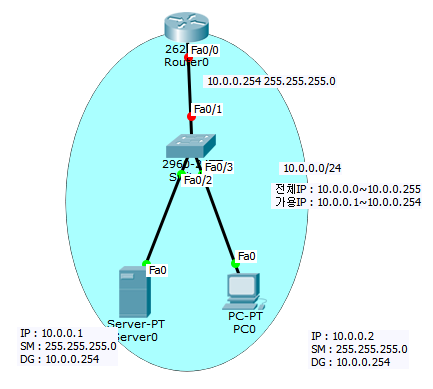 Fa0/0
262
Router0
10.0.0.254 255.255.255.0
Fa0/1
2960-
Fa0/3
Fa0/2
10.0.0.0/24
전체IP : 10.0.0.0~10.0.0.255
가용IP : 10.0.0.1~10.0.0.254
Fa0
Fa0
Server-PT
Server0
PC-PT
PC0
IP : 10.0.0.1
SM : 255.255.255.0
DG : 10.0.0.254
IP : 10.0.0.2
SM : 255.255.255.0
DG : 10.0.0.254